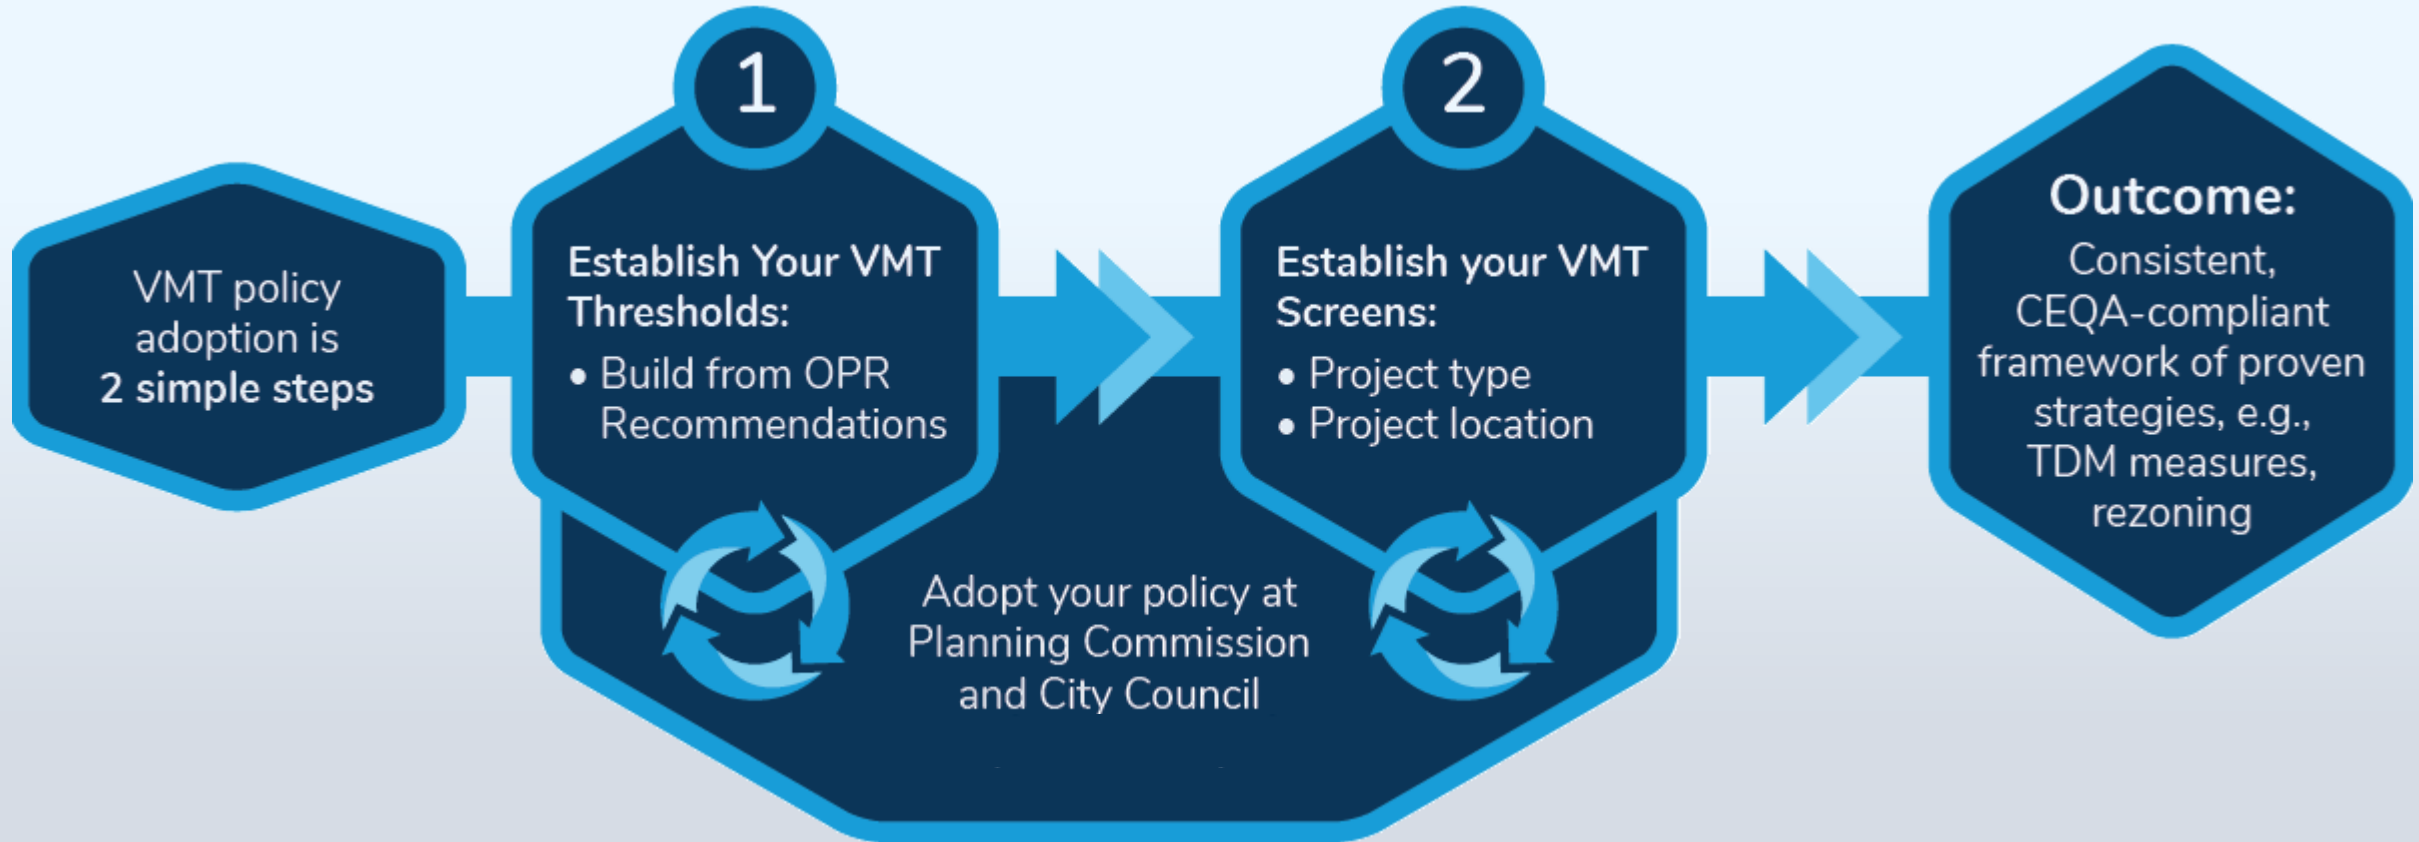 VMT policy
adoption is
2 simple steps
1
Establish Your VMT
Thresholds:
• Build from OPR
Recommendations
2
Establish your VMT
Screens:
• Project type
• Project location
Adopt your policy at
Planning Commission
and City Council
Outcome:
Consistent,
CEQA-compliant
framework of proven
strategies, e.g.,
TDM measures,
rezoning